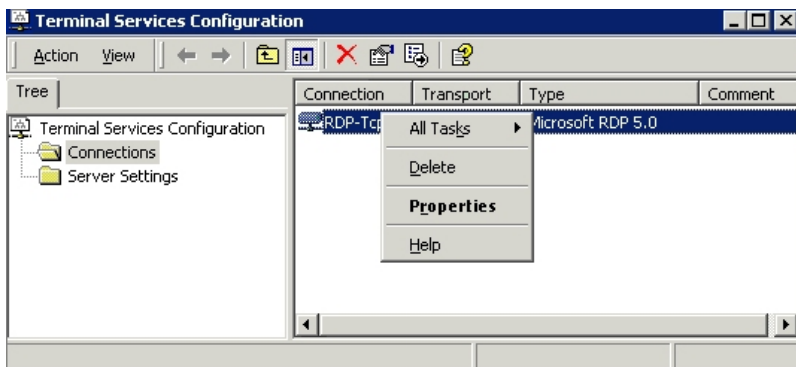 Terminal Services Configuration
Action View
Tree
Connection Transport Type Comment
Terminal Services Configuration
Connections
Server Settings
RDP-Tcp Microsoft RDP 5.0
All Tasks
Delete
Properties
Help